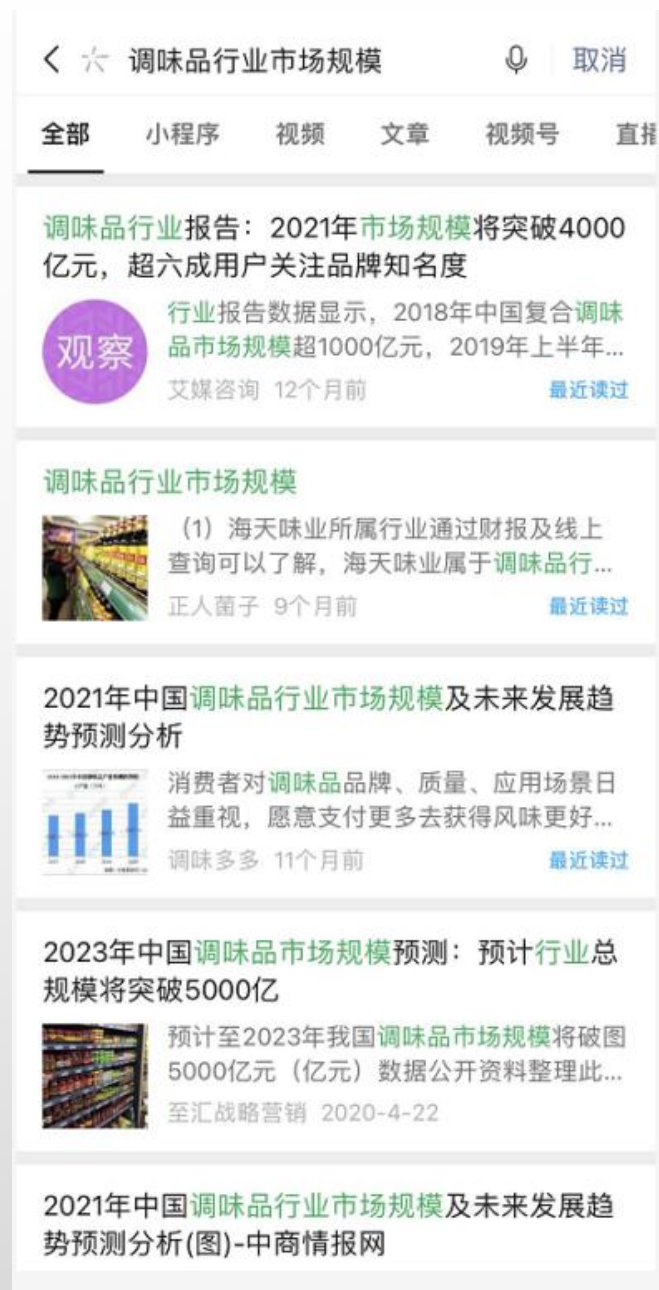 调味品行业市场规模
取消
全部 小程序 视频 文章 视频号 直播
调味品行业报告：2021年市场规模将突破4000
亿元，超六成用户关注品牌知名度
观察
行业报告数据显示，2018年中国复合调味
品市场规模超1000亿元，2019年上半年...
艾媒咨询 12个月前
最近读过
调味品行业市场规模
（1）海天味业所属行业通过财报及线上
查询可以了解，海天味业属于调味品行...
正人菌子 9个月前
最近读过
2021年中国调味品行业市场规模及未来发展趋
势预测分析
消费者对调味品品牌、质量、应用场景日
益重视，愿意支付更多去获得风味更好...
调味多多 11个月前
最近读过
2023年中国调味品市场规模预测：预计行业总
规模将突破5000亿
预计至2023年我国调味品市场规模将破图
5000亿元（亿元）数据公开资料整理此...
至汇战略营销 2020-4-22
2021年中国调味品行业市场规模及未来发展趋
势预测分析(图)-中商情报网